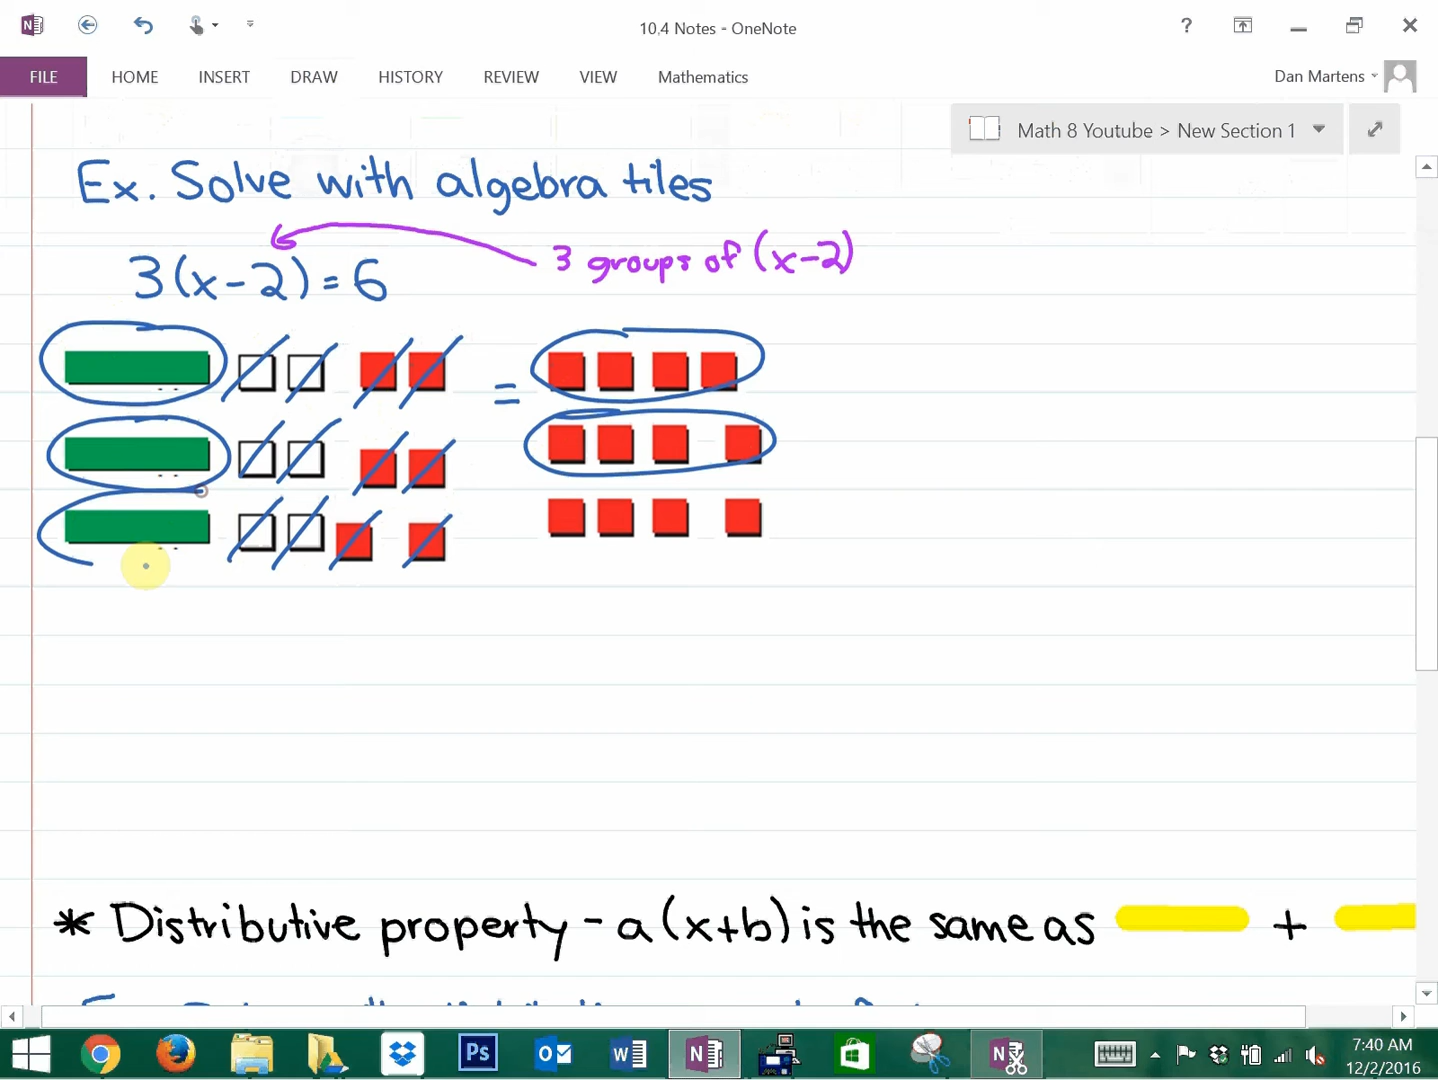 10,4 Notes - OneNote
?
FILE HOME INSERT DRAW HISTORY REVIEW VIEW Mathematics
Dan Martens
Math 8 Youtube > New Section 1
Ex. Solve with algebra tiles
3 groups of (x-2)
3(x-2)=6
=
* Distributive property - a(x+b) is the same as +
Ps
7:40 AM
12/2/2016